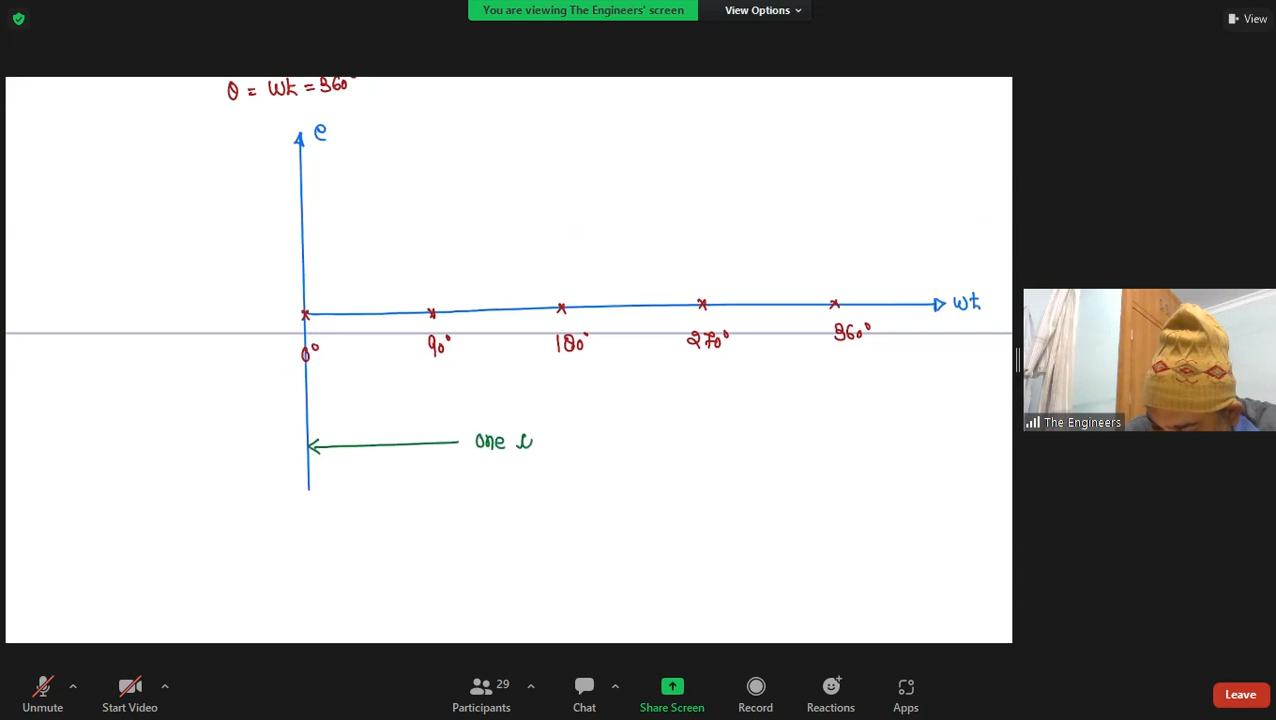 You are viewing The Engineers' screen
View Options
View
θ = ωt = 360°
e
ωt
0°
90°
180°
270°
360°
one c
The Engineers
Unmute
Start Video
29
Participants
Chat
Share Screen
Record
Reactions
Apps
Leave